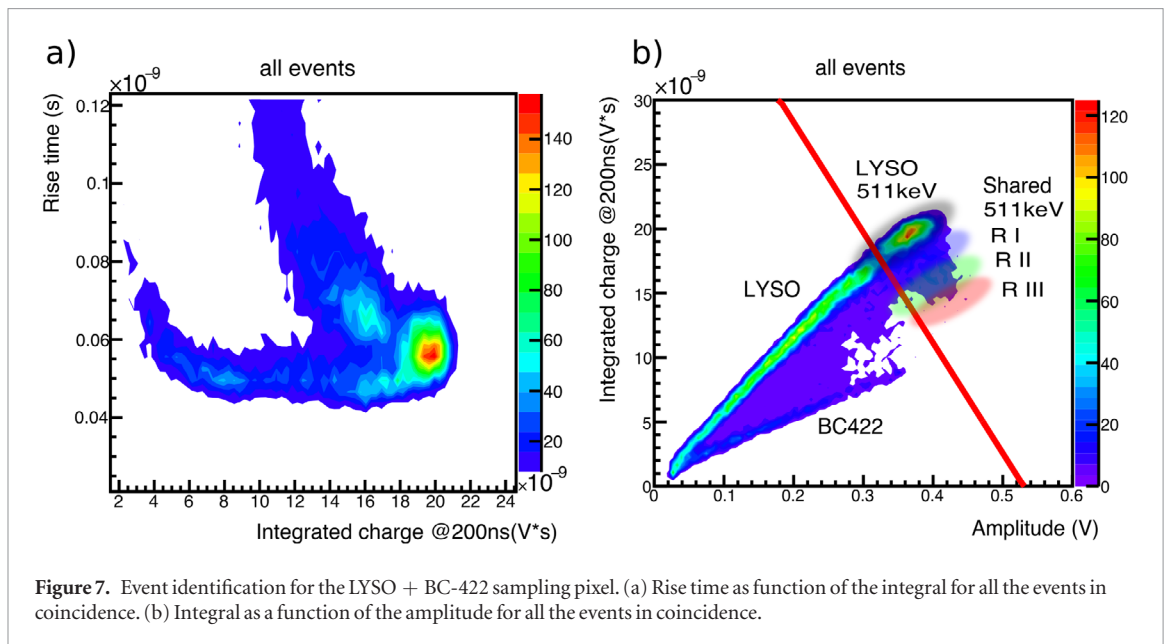 a)
all events
×10⁻⁹
Rise time (s)
0.12
0.1
0.08
0.06
0.04
2 4 6 8 10 12 14 16 18 20 22 24
×10⁻⁹
Integrated charge @200ns(V*s)
140
120
100
80
60
40
20
b)
all events
×10⁻⁹
Integrated charge @200ns(V*s)
30
25
20
15
10
5
0
0 0.1 0.2 0.3 0.4 0.5 0.6
Amplitude (V)
LYSO
511keV
Shared
511keV
R I
R II
R III
LYSO
BC422
120
100
80
60
40
20
0
Figure 7. Event identification for the LYSO + BC-422 sampling pixel. (a) Rise time as function of the integral for all the events in
coincidence. (b) Integral as a function of the amplitude for all the events in coincidence.